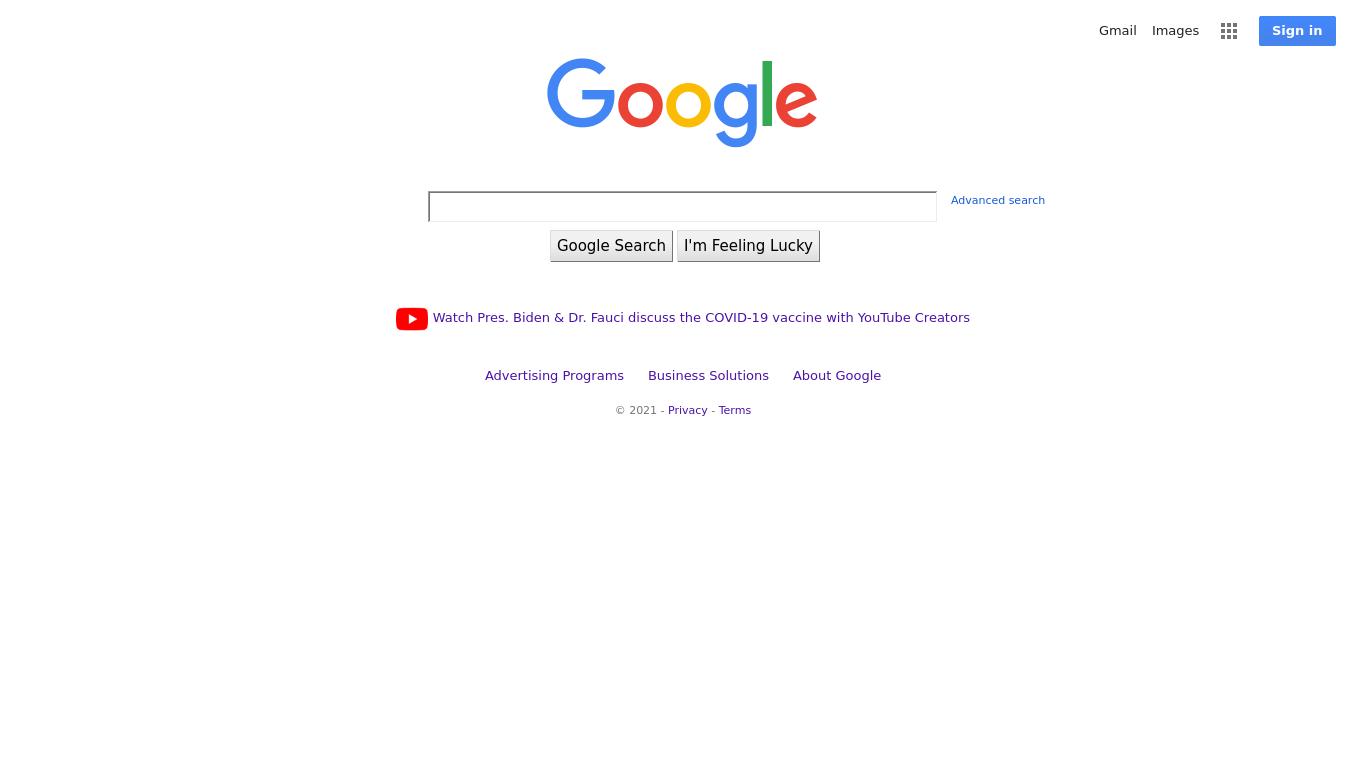 Gmail Images Sign in
Google
Advanced search
Google Search I'm Feeling Lucky
Watch Pres. Biden & Dr. Fauci discuss the COVID-19 vaccine with YouTube Creators
Advertising Programs Business Solutions About Google
© 2021 - Privacy - Terms